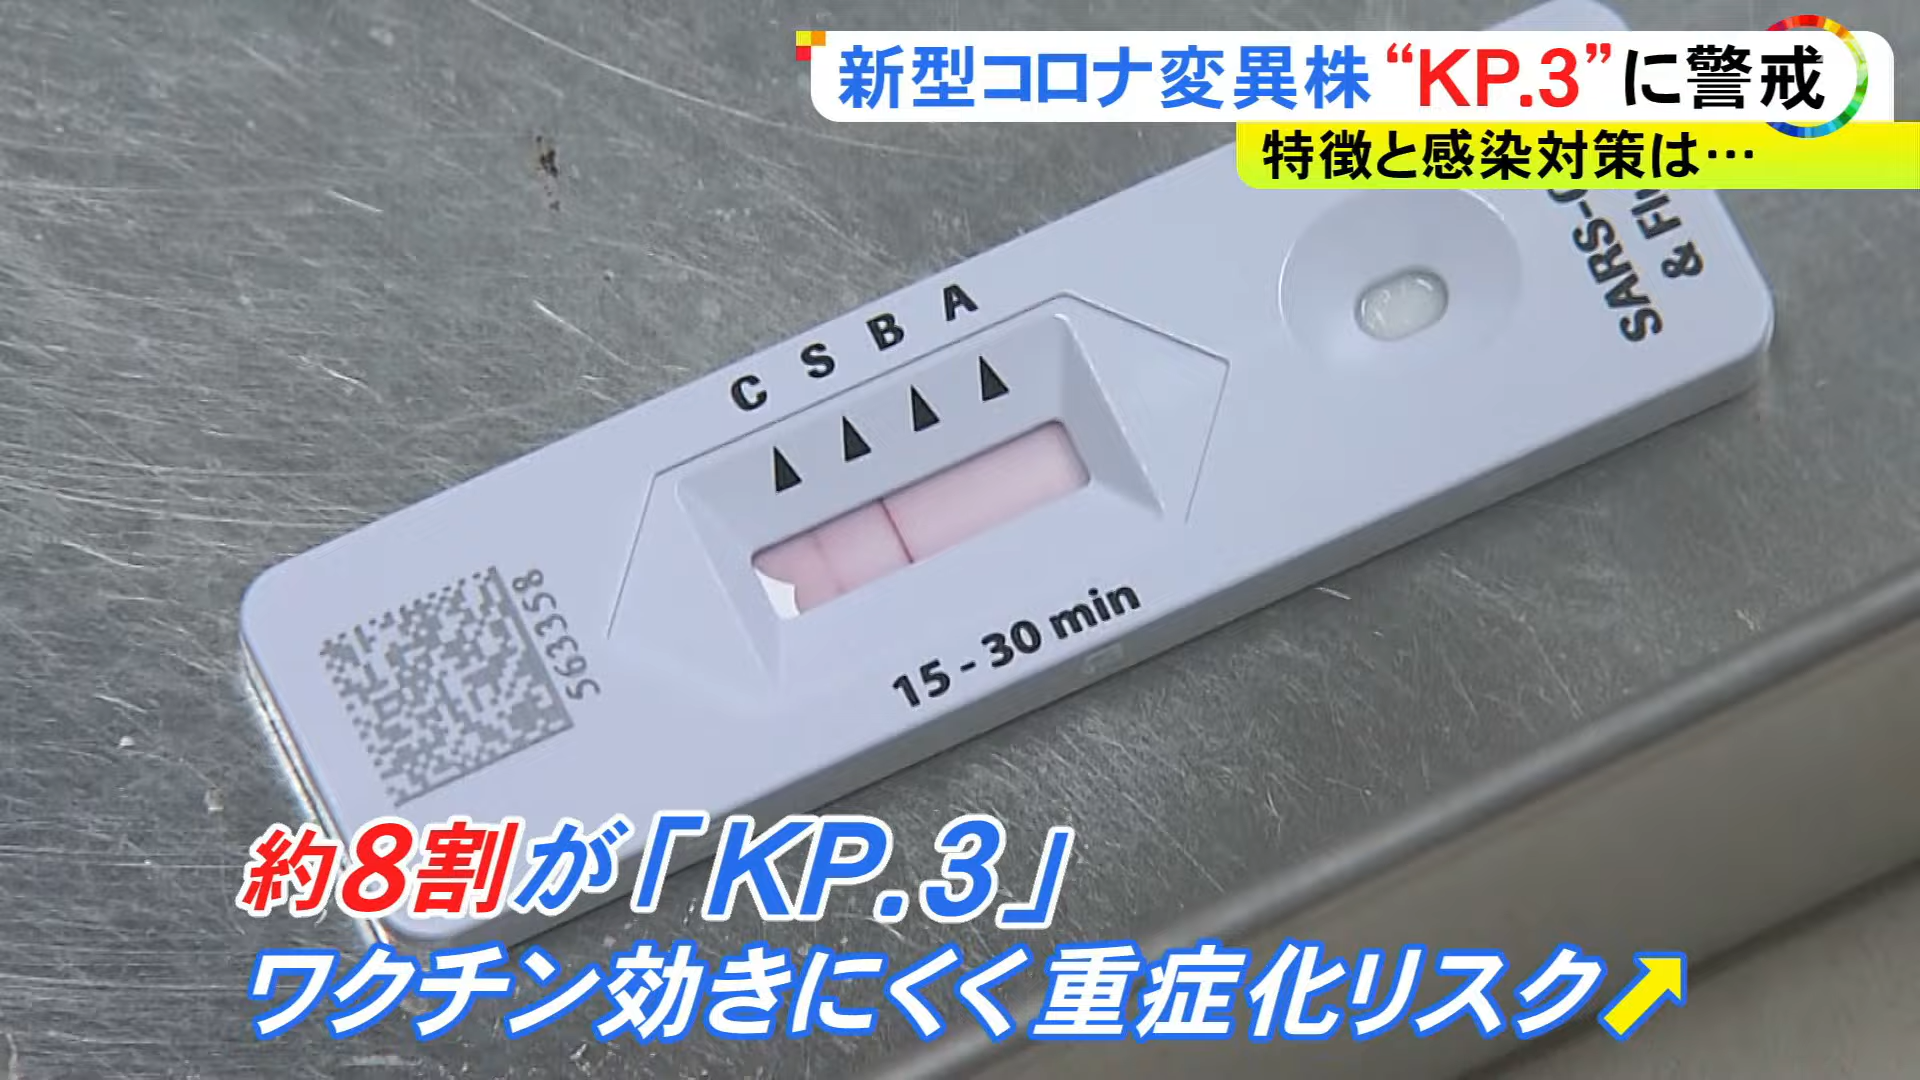 新型コロナ変異株“KP.3”に警戒
特徴と感染対策は…
SARS-C
& Fl
C S B A
15 - 30 min
563358
約8割が「KP.3」
ワクチン効きにくく重症化リスク↗